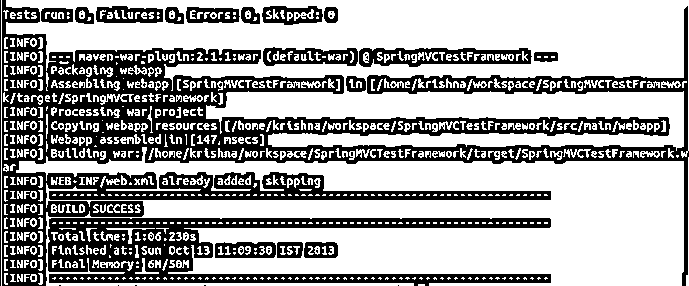 Tests run: 0, Failures: 0, Errors: 0, Skipped: 0
[INFO]
[INFO] --- maven-war-plugin:2.1.1:war (default-war) @ SpringMVCTestFramework ---
[INFO] Packaging webapp
[INFO] Assembling webapp [SpringMVCTestFramework] in [/home/krishna/workspace/SpringMVCTestFramewor
k/target/SpringMVCTestFramework]
[INFO] Processing war project
[INFO] Copying webapp resources [/home/krishna/workspace/SpringMVCTestFramework/src/main/webapp]
[INFO] Webapp assembled in [147 msecs]
[INFO] Building war: /home/krishna/workspace/SpringMVCTestFramework/target/SpringMVCTestFramework.w
ar
[INFO] WEB-INF/web.xml already added, skipping
[INFO] ------------------------------------------------------------------------
[INFO] BUILD SUCCESS
[INFO] ------------------------------------------------------------------------
[INFO] Total time: 1:06.230s
[INFO] Finished at: Sun Oct 13 11:09:30 IST 2013
[INFO] Final Memory: 6M/50M
[INFO] ------------------------------------------------------------------------